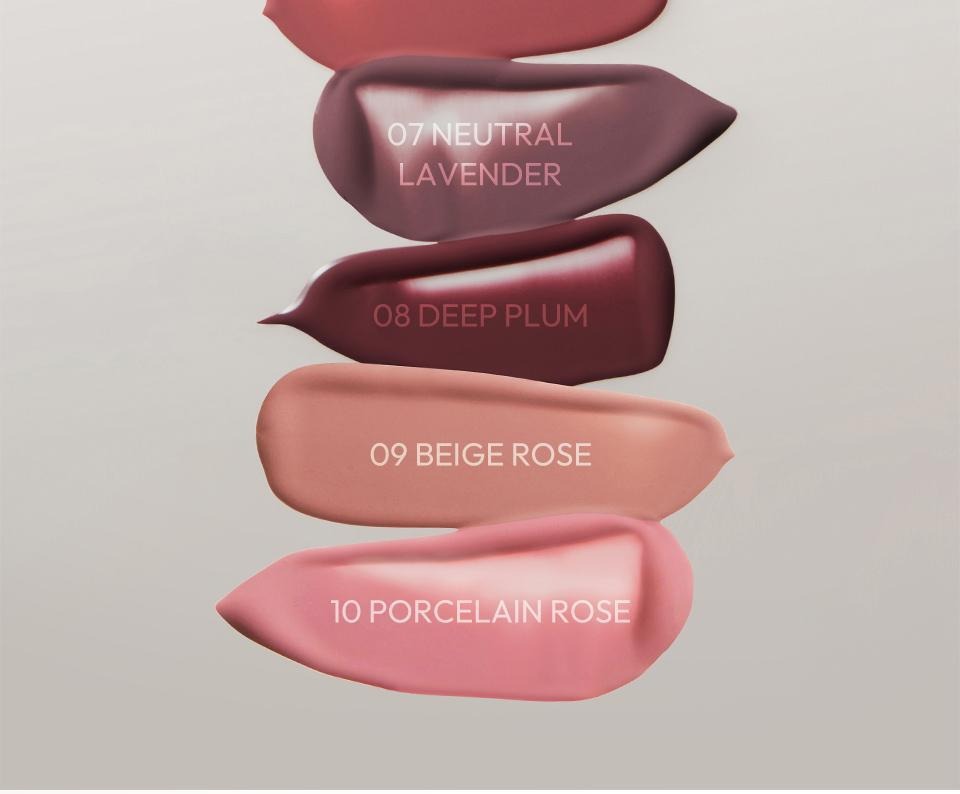 07 NEUTRAL
LAVENDER
08 DEEP PLUM
09 BEIGE ROSE
10 PORCELAIN ROSE